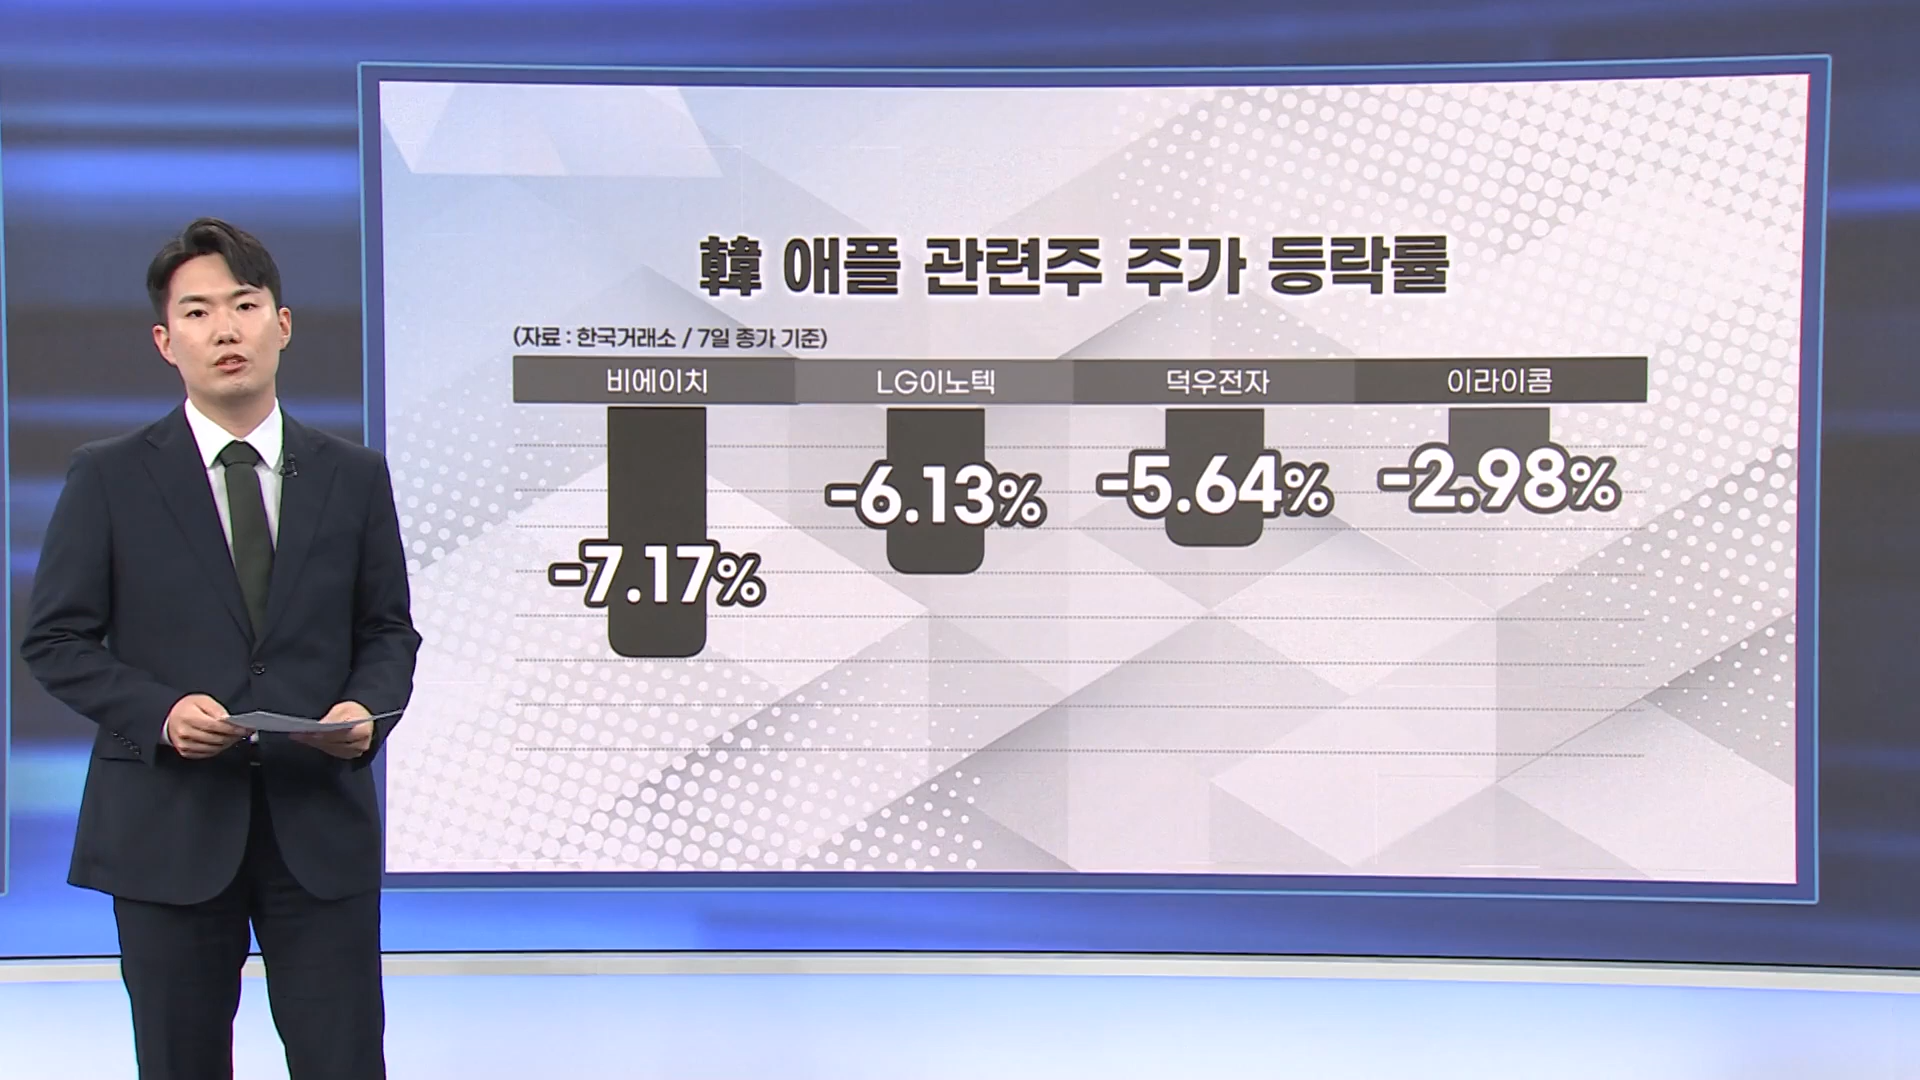 韓 애플 관련주 주가 등락률
(자료 : 한국거래소 / 7일 종가 기준)
비에이치 LG이노텍 덕우전자 이라이콤
-7.17% -6.13% -5.64% -2.98%